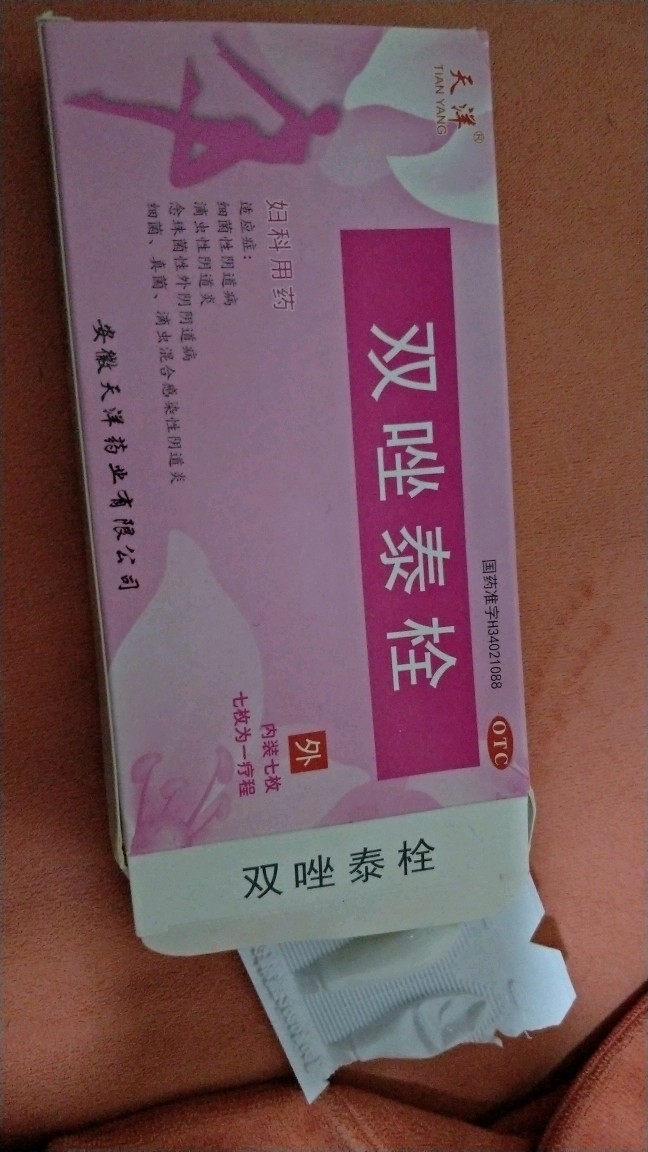 天洋®
TIAN YANG
国药准字H34021088
OTC
双唑泰栓
妇科用药
适应症：
细菌性阴道病
滴虫性阴道炎
念珠菌性外阴阴道病
细菌、真菌、滴虫混合感染性阴道炎
安徽天洋药业有限公司
外
内装七枚
七枚为一疗程
双唑泰栓